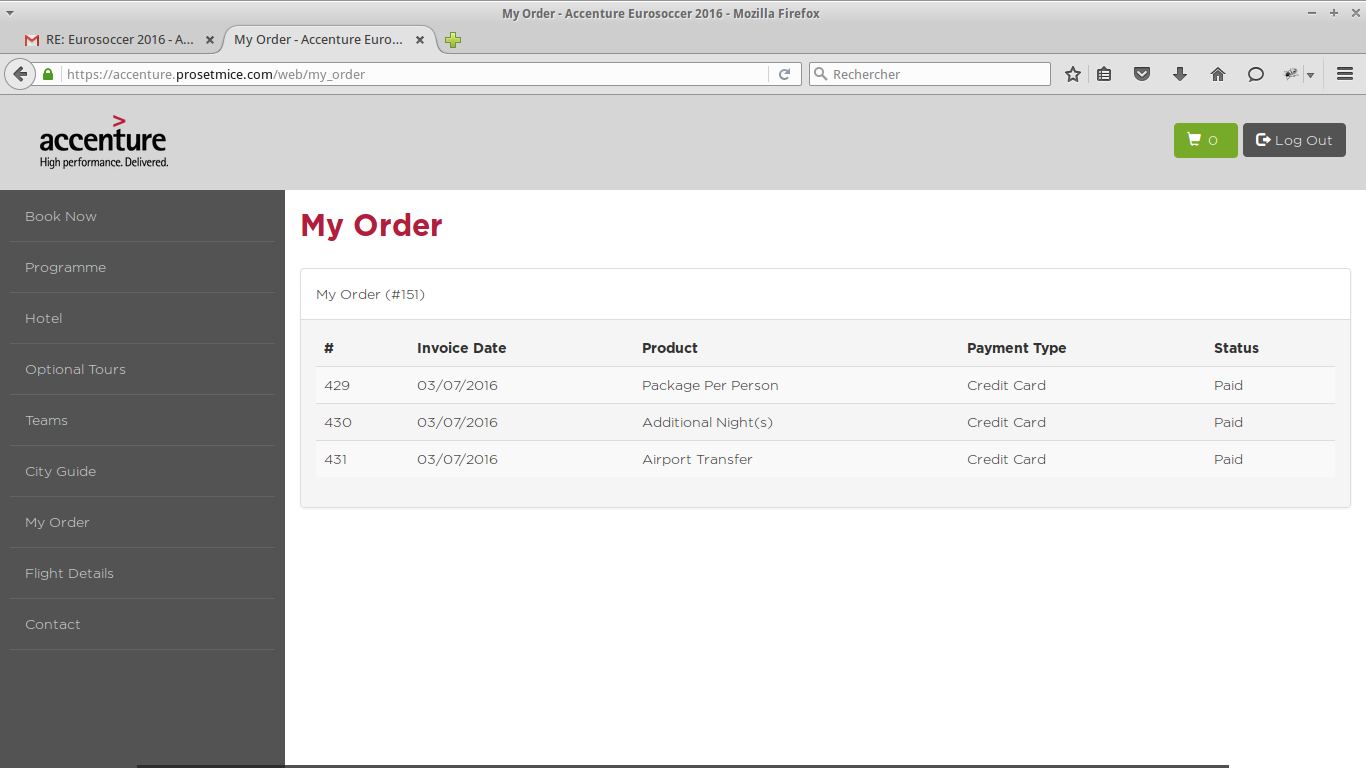 My Order - Accenture Eurosoccer 2016 - Mozilla Firefox
RE: Eurosoccer 2016 - A...
My Order - Accenture Euro...
https://accenture.prosetmice.com/web/my_order
Rechercher
accenture
High performance. Delivered.
0
Log Out
Book Now
Programme
Hotel
Optional Tours
Teams
City Guide
My Order
Flight Details
Contact
My Order
My Order (#151)
# Invoice Date Product Payment Type Status
429 03/07/2016 Package Per Person Credit Card Paid
430 03/07/2016 Additional Night(s) Credit Card Paid
431 03/07/2016 Airport Transfer Credit Card Paid